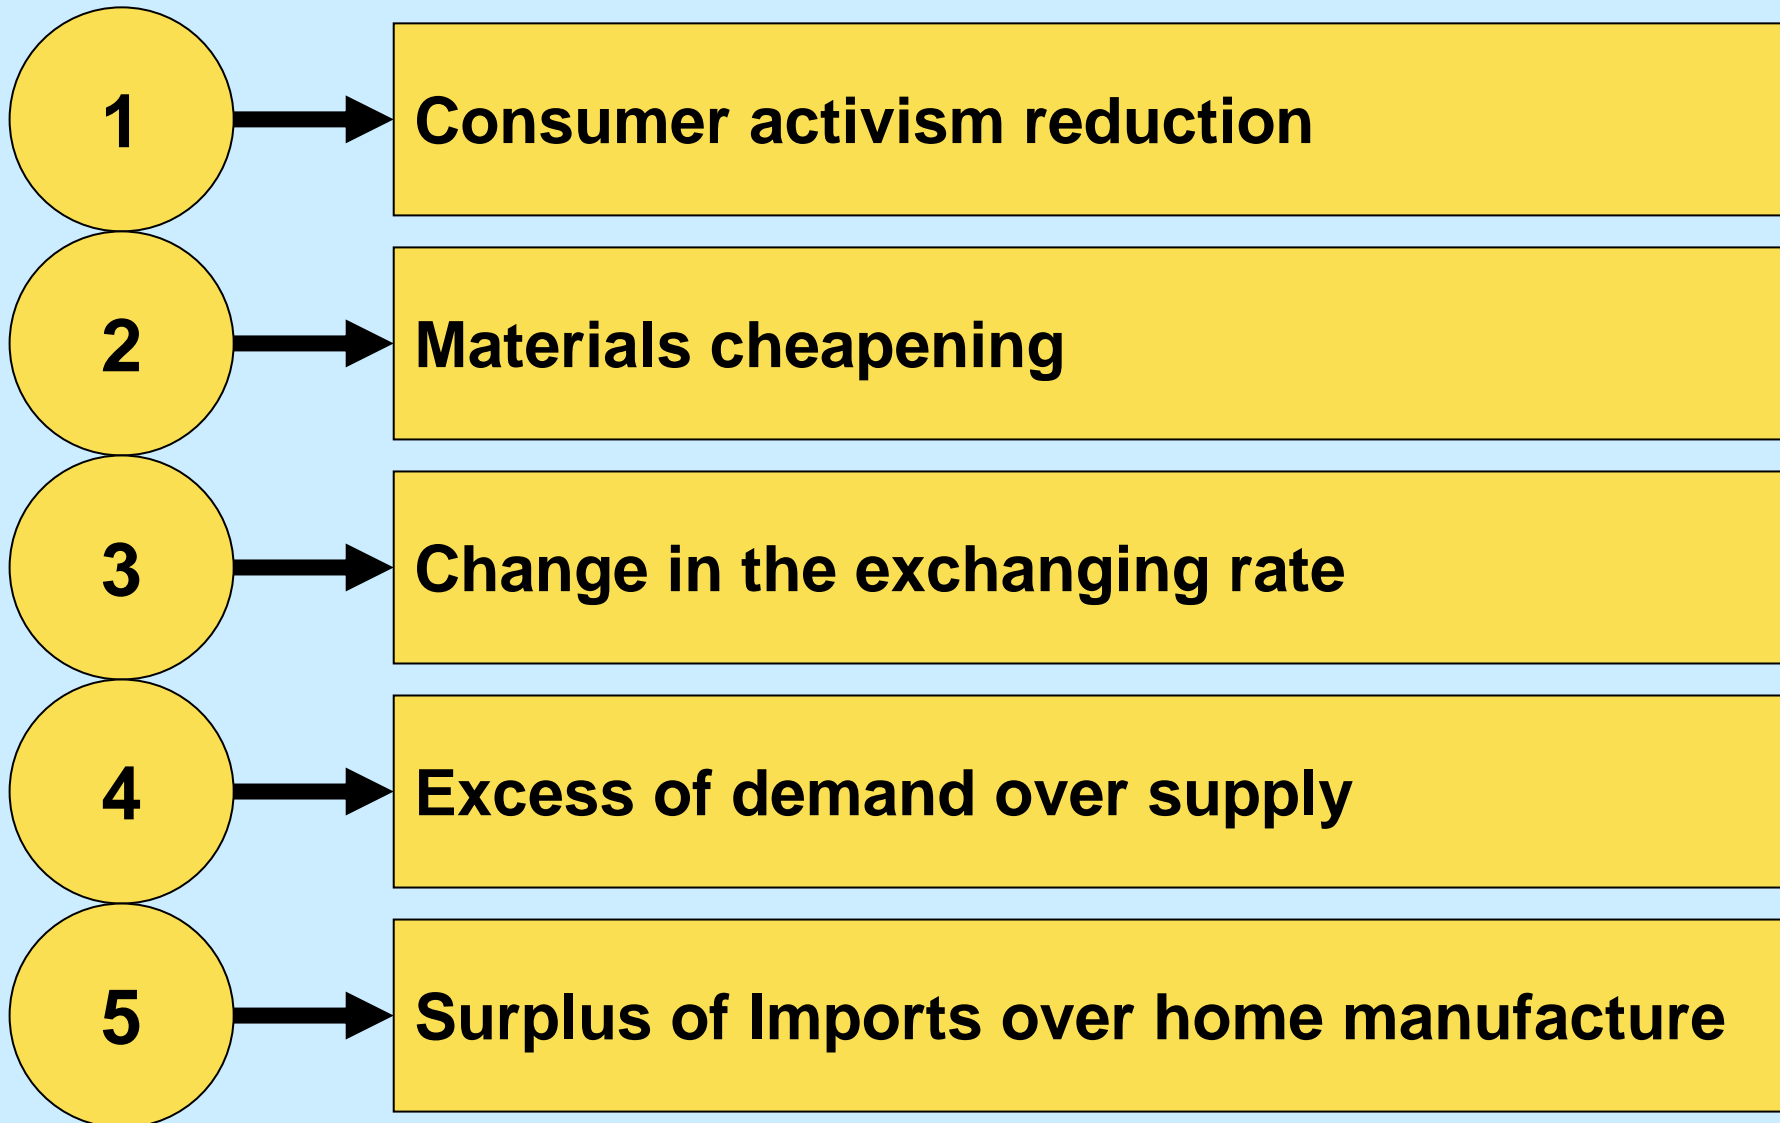 1
Consumer activism reduction
2
Materials cheapening
3
Change in the exchanging rate
4
Excess of demand over supply
5
Surplus of Imports over home manufacture